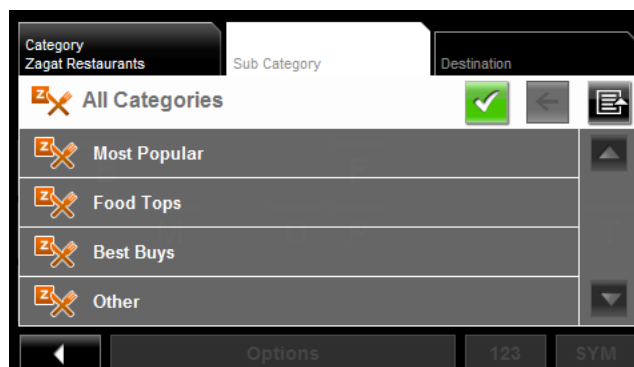 Category
Zagat Restaurants
Sub Category
Destination
Z All Categories
Z Most Popular
Z Food Tops
Z Best Buys
Z Other
Options
123
SYM